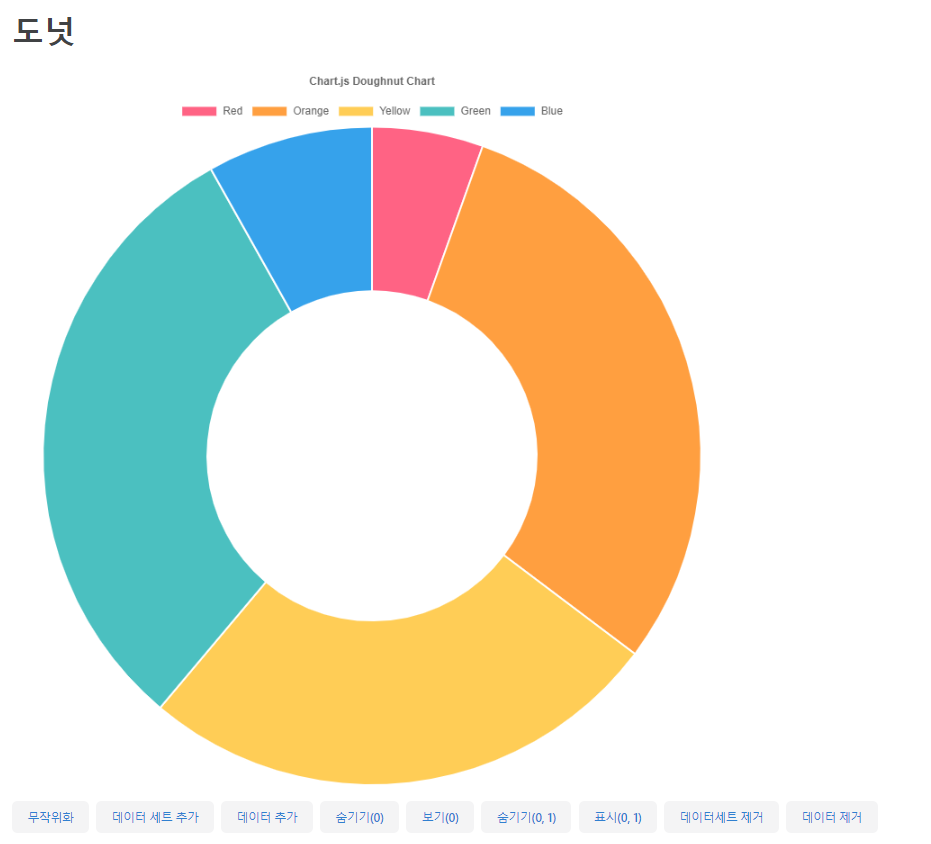 도넛
Chart.js Doughnut Chart
Red Orange Yellow Green Blue
무작위화 데이터 세트 추가 데이터 추가 숨기기(0) 보기(0) 숨기기(0, 1) 표시(0, 1) 데이터세트 제거 데이터 제거